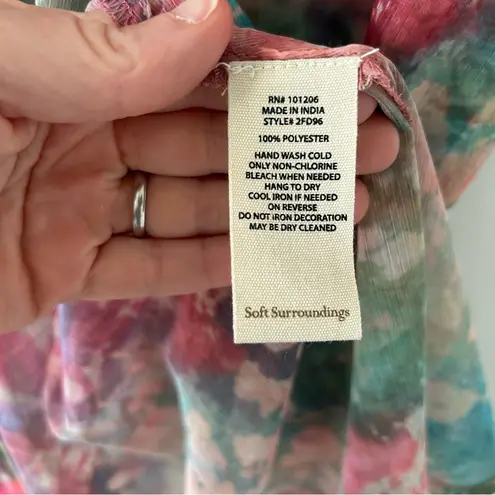 RN# 101206
MADE IN INDIA
STYLE# 2FD96
100% POLYESTER
HAND WASH COLD
ONLY NON-CHLORINE
BLEACH WHEN NEEDED
HANG TO DRY
COOL IRON IF NEEDED
ON REVERSE
DO NOT IRON DECORATION
MAY BE DRY CLEANED
Soft Surroundings